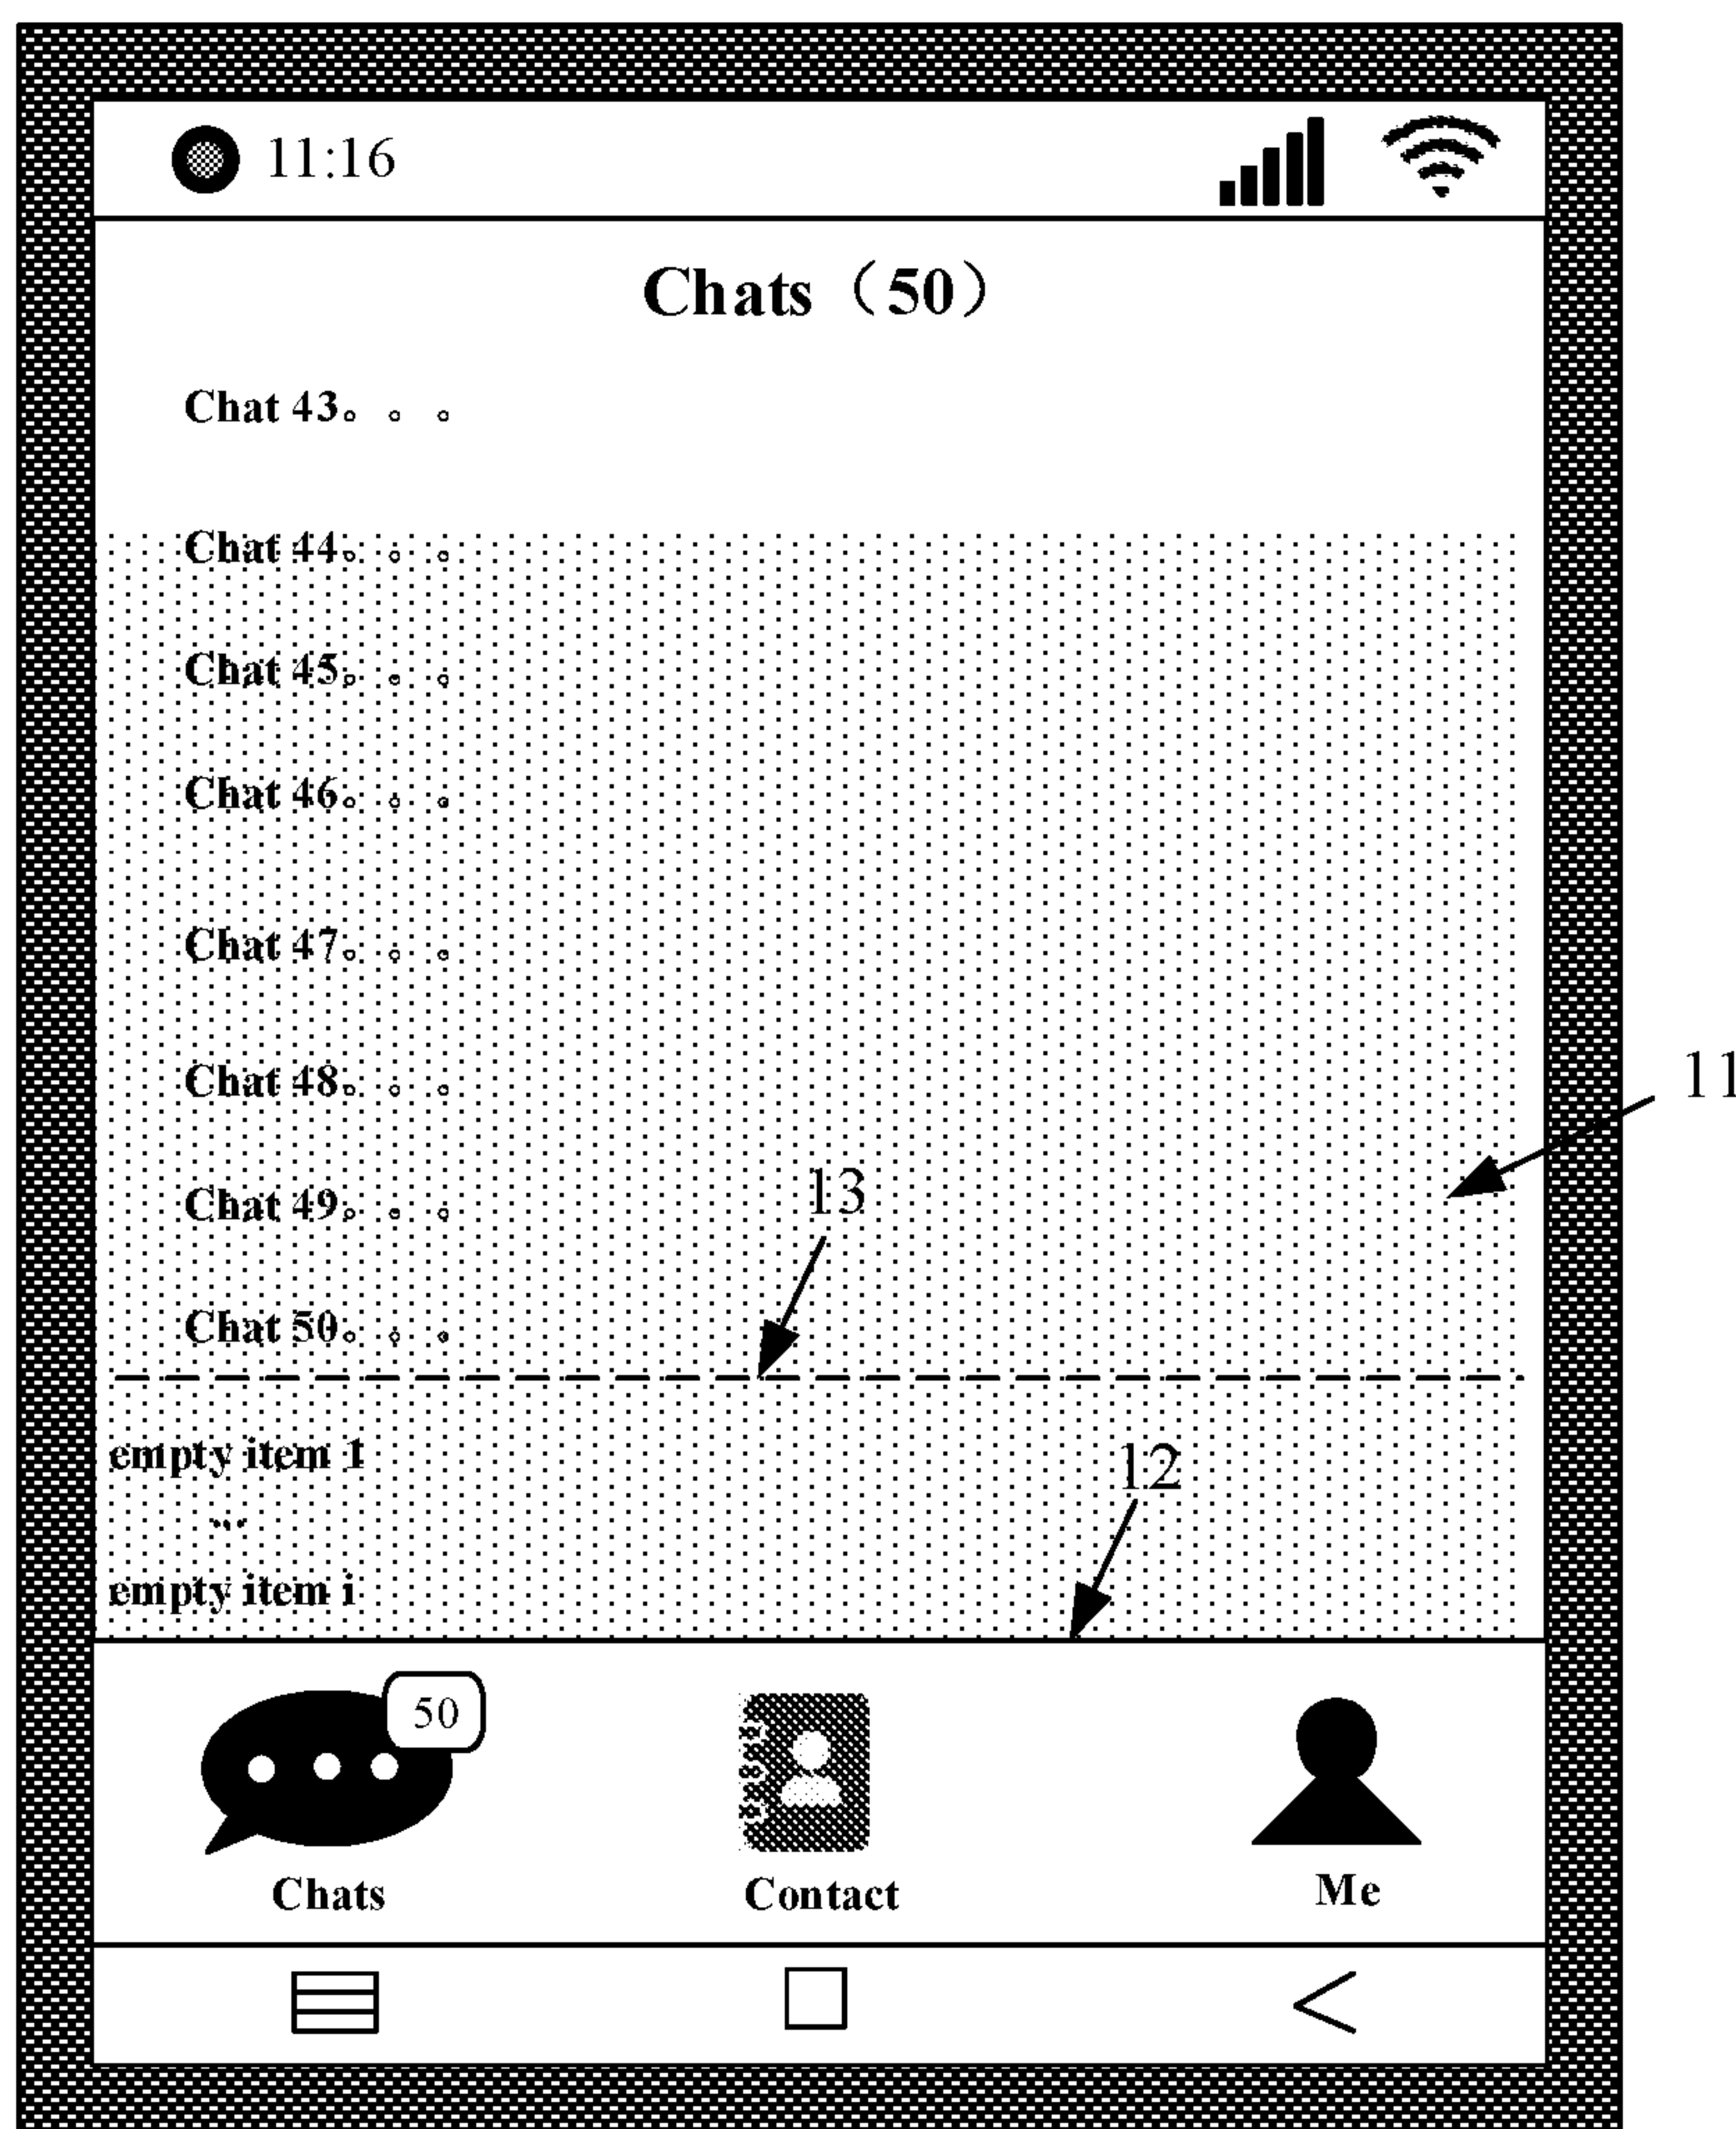 11:16
Chats（50）
Chat 43。。。
Chat 44。。。
Chat 45。。。
Chat 46。。。
Chat 47。。。
Chat 48。。。
11
Chat 49。。。
13
Chat 50。。。
empty item 1
12
...
empty item i
50
Chats
Contact
Me